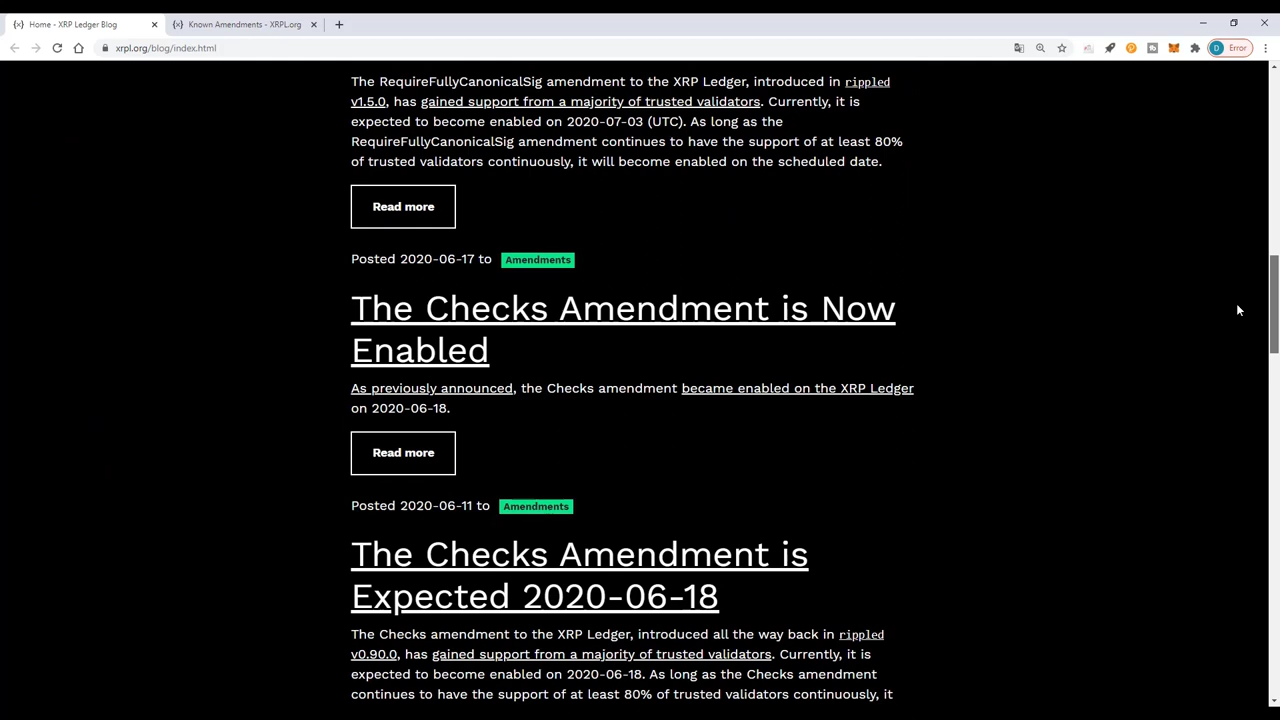 Home - XRP Ledger Blog
Known Amendments - XRPL.org
xrpl.org/blog/index.html
D Error
The RequireFullyCanonicalSig amendment to the XRP Ledger, introduced in rippled
v1.5.0, has gained support from a majority of trusted validators. Currently, it is
expected to become enabled on 2020-07-03 (UTC). As long as the
RequireFullyCanonicalSig amendment continues to have the support of at least 80%
of trusted validators continuously, it will become enabled on the scheduled date.
Read more
Posted 2020-06-17 to Amendments
The Checks Amendment is Now
Enabled
As previously announced, the Checks amendment became enabled on the XRP Ledger
on 2020-06-18.
Read more
Posted 2020-06-11 to Amendments
The Checks Amendment is
Expected 2020-06-18
The Checks amendment to the XRP Ledger, introduced all the way back in rippled
v0.90.0, has gained support from a majority of trusted validators. Currently, it is
expected to become enabled on 2020-06-18. As long as the Checks amendment
continues to have the support of at least 80% of trusted validators continuously, it